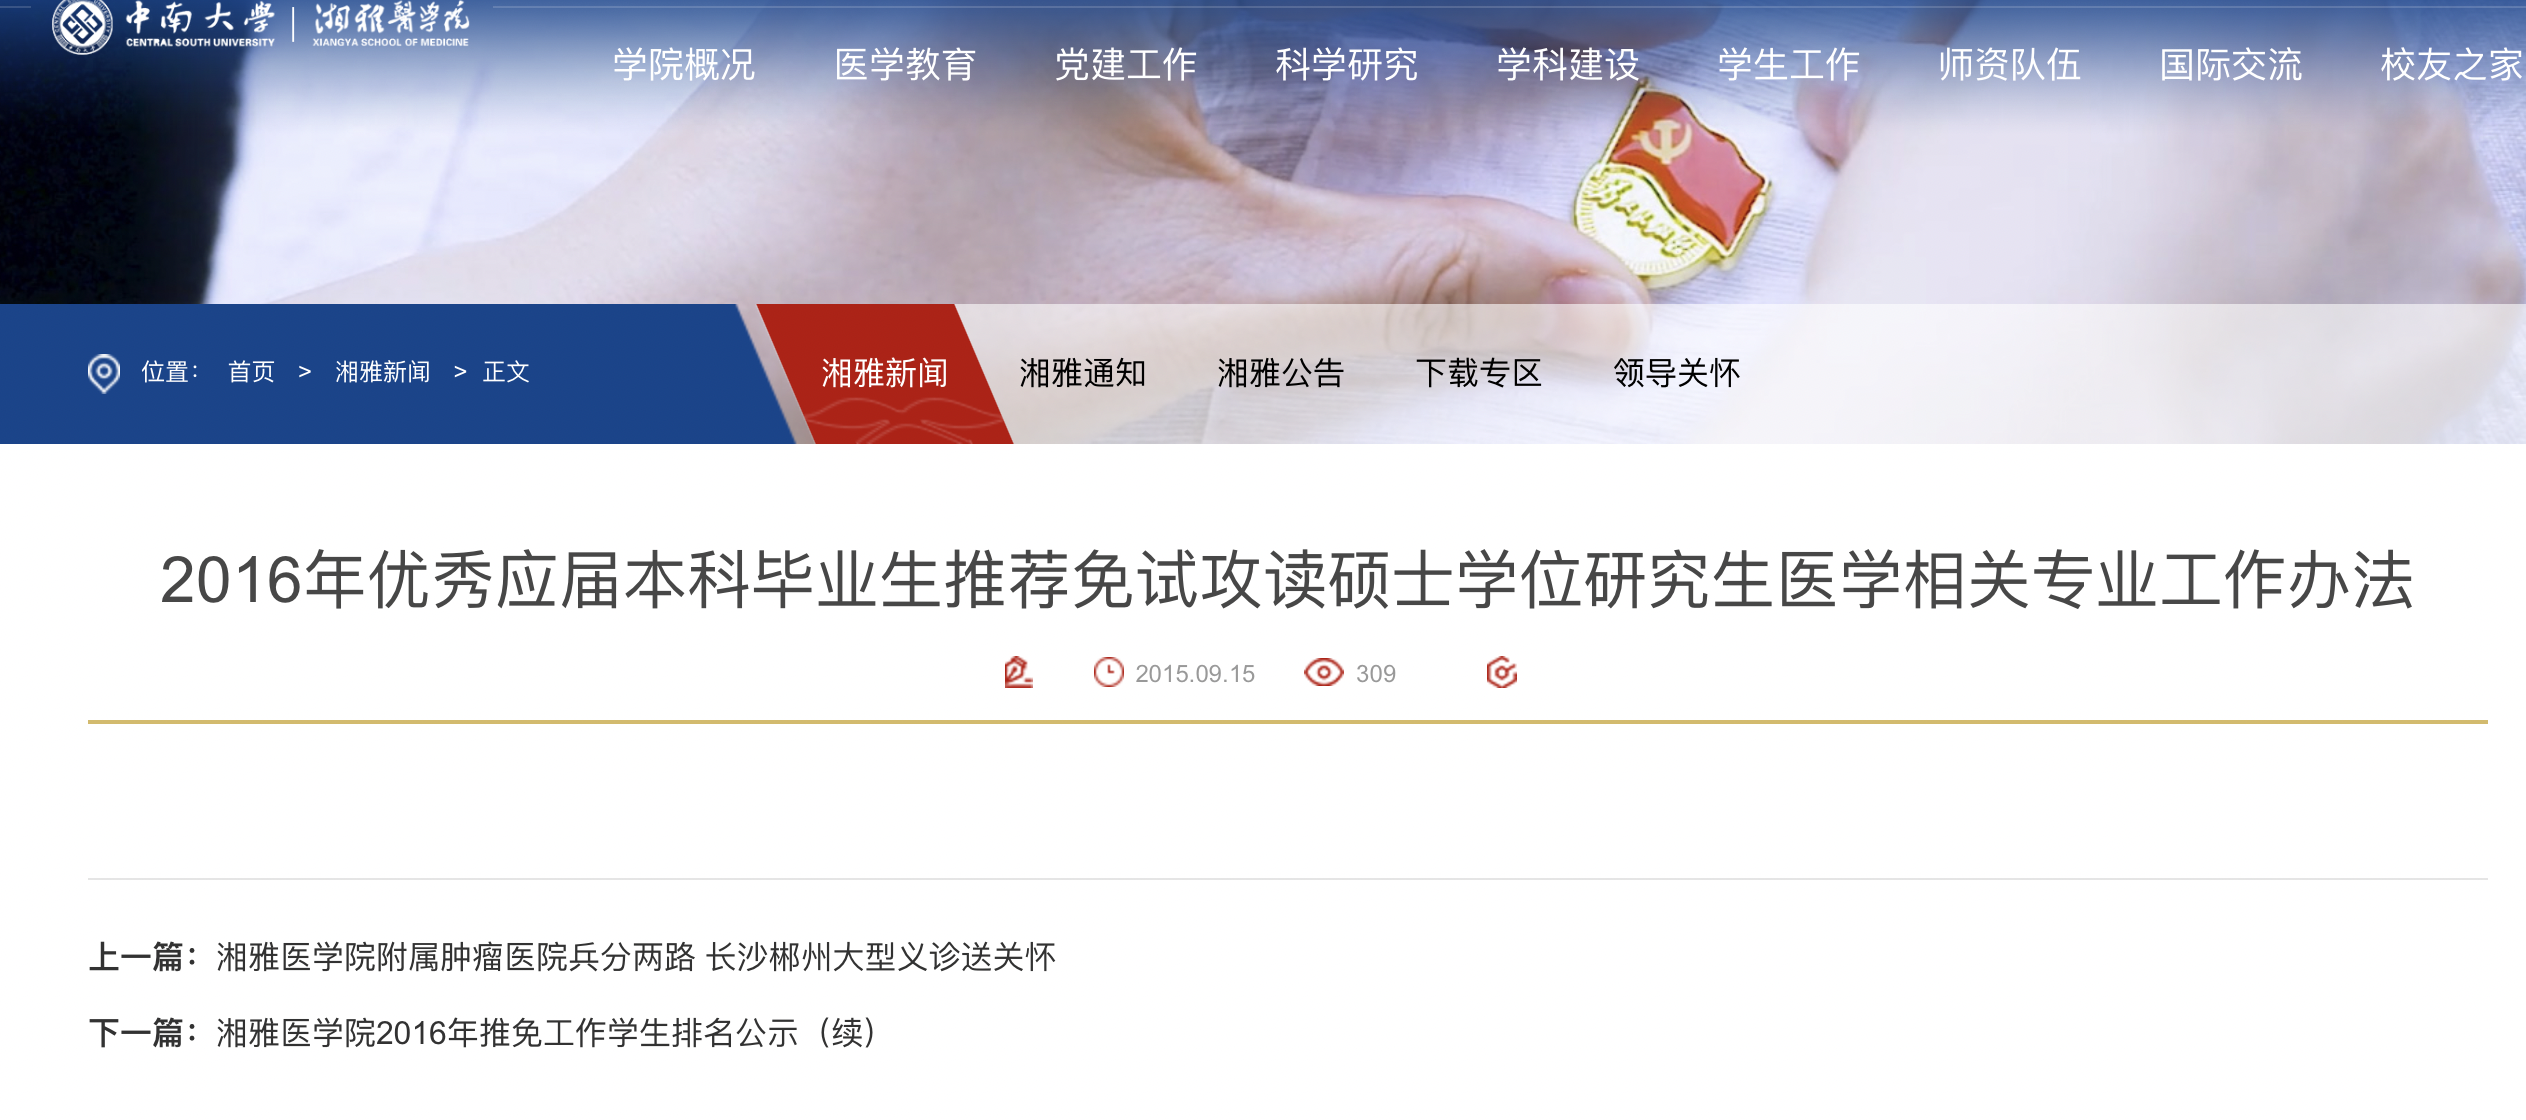 中南大学
CENTRAL SOUTH UNIVERSITY
湘雅醫学院
XIANGYA SCHOOL OF MEDICINE
学院概况 医学教育 党建工作 科学研究 学科建设 学生工作 师资队伍 国际交流 校友之家
位置： 首页 > 湘雅新闻 > 正文
湘雅新闻 湘雅通知 湘雅公告 下载专区 领导关怀
2016年优秀应届本科毕业生推荐免试攻读硕士学位研究生医学相关专业工作办法
2015.09.15 309
上一篇：湘雅医学院附属肿瘤医院兵分两路 长沙郴州大型义诊送关怀
下一篇：湘雅医学院2016年推免工作学生排名公示（续）